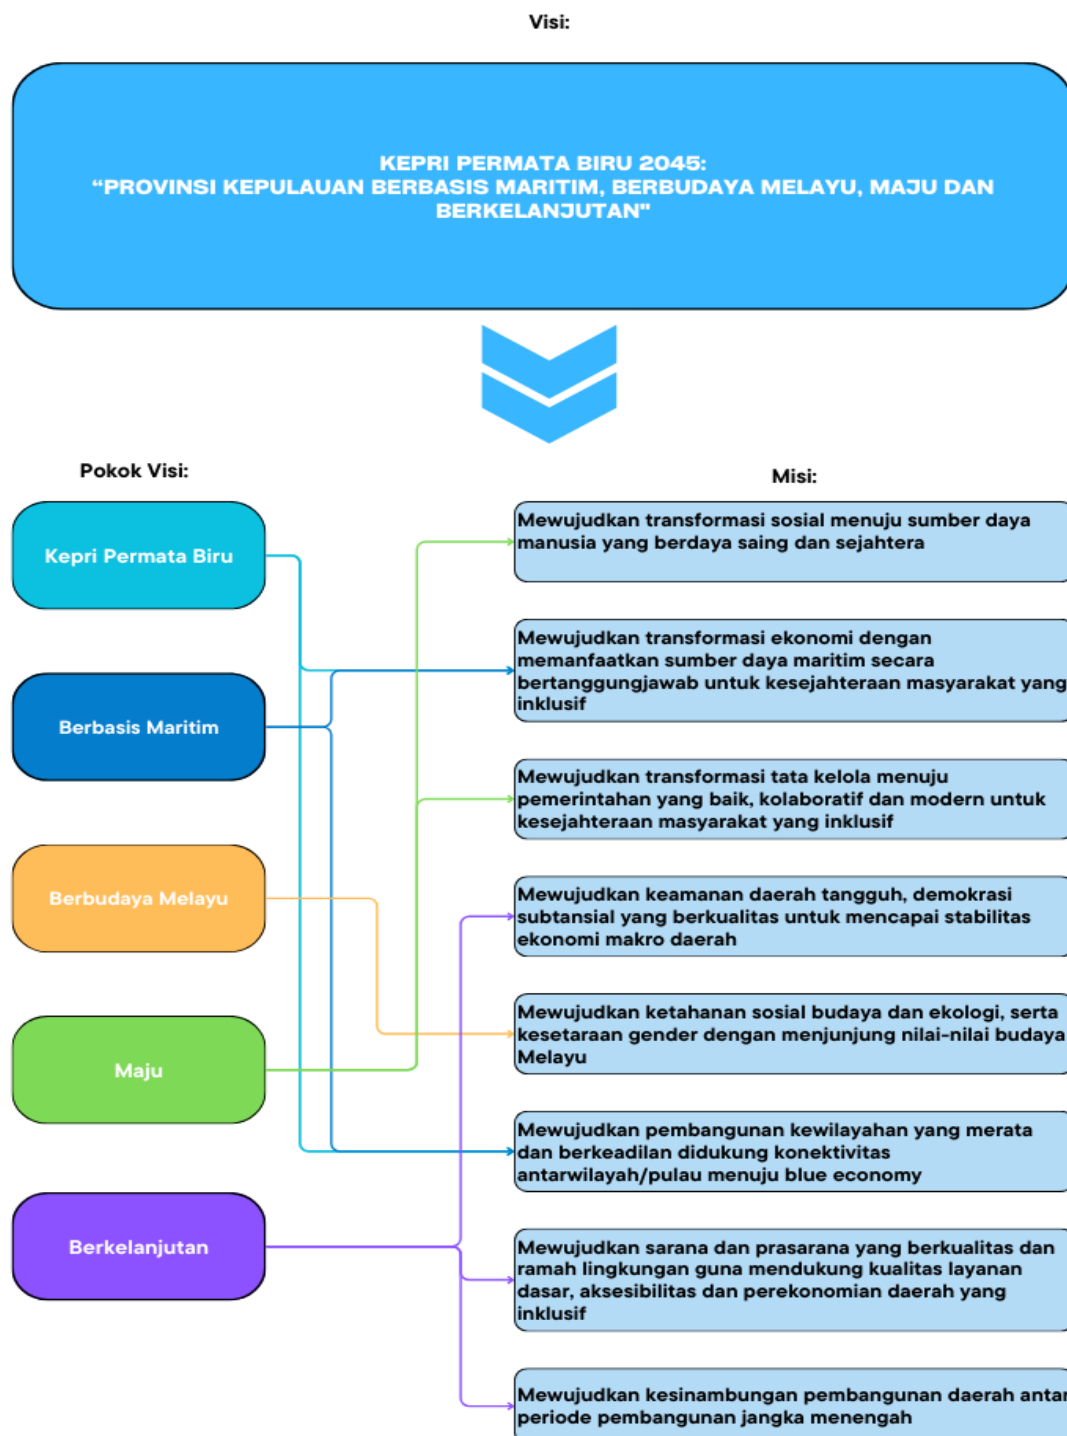 Visi:
KEPRI PERMATA BIRU 2045:
“PROVINSI KEPULAUAN BERBASIS MARITIM, BERBUDAYA MELAYU, MAJU DAN
BERKELANJUTAN"
Pokok Visi:
Kepri Permata Biru
Berbasis Maritim
Berbudaya Melayu
Maju
Berkelanjutan
Misi:
Mewujudkan transformasi sosial menuju sumber daya
manusia yang berdaya saing dan sejahtera
Mewujudkan transformasi ekonomi dengan
memanfaatkan sumber daya maritim secara
bertanggungjawab untuk kesejahteraan masyarakat yang
inklusif
Mewujudkan transformasi tata kelola menuju
pemerintahan yang baik, kolaboratif dan modern untuk
kesejahteraan masyarakat yang inklusif
Mewujudkan keamanan daerah tangguh, demokrasi
subtansial yang berkualitas untuk mencapai stabilitas
ekonomi makro daerah
Mewujudkan ketahanan sosial budaya dan ekologi, serta
kesetaraan gender dengan menjunjung nilai-nilai budaya
Melayu
Mewujudkan pembangunan kewilayahan yang merata
dan berkeadilan didukung konektivitas
antarwilayah/pulau menuju blue economy
Mewujudkan sarana dan prasarana yang berkualitas dan
ramah lingkungan guna mendukung kualitas layanan
dasar, aksesibilitas dan perekonomian daerah yang
inklusif
Mewujudkan kesinambungan pembangunan daerah antar
periode pembangunan jangka menengah